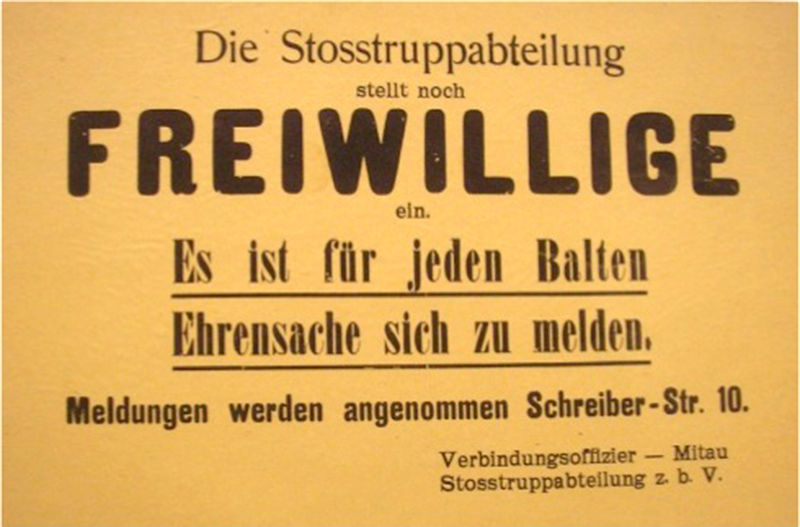 Die Stosstruppabteilung
stellt noch
FREIWILLIGE
ein.
Es ist für jeden Balten
Ehrensache sich zu melden.
Meldungen werden angenommen Schreiber-Str. 10.
Verbindungsoffizier — Mitau
Stosstruppabteilung z. b. V.